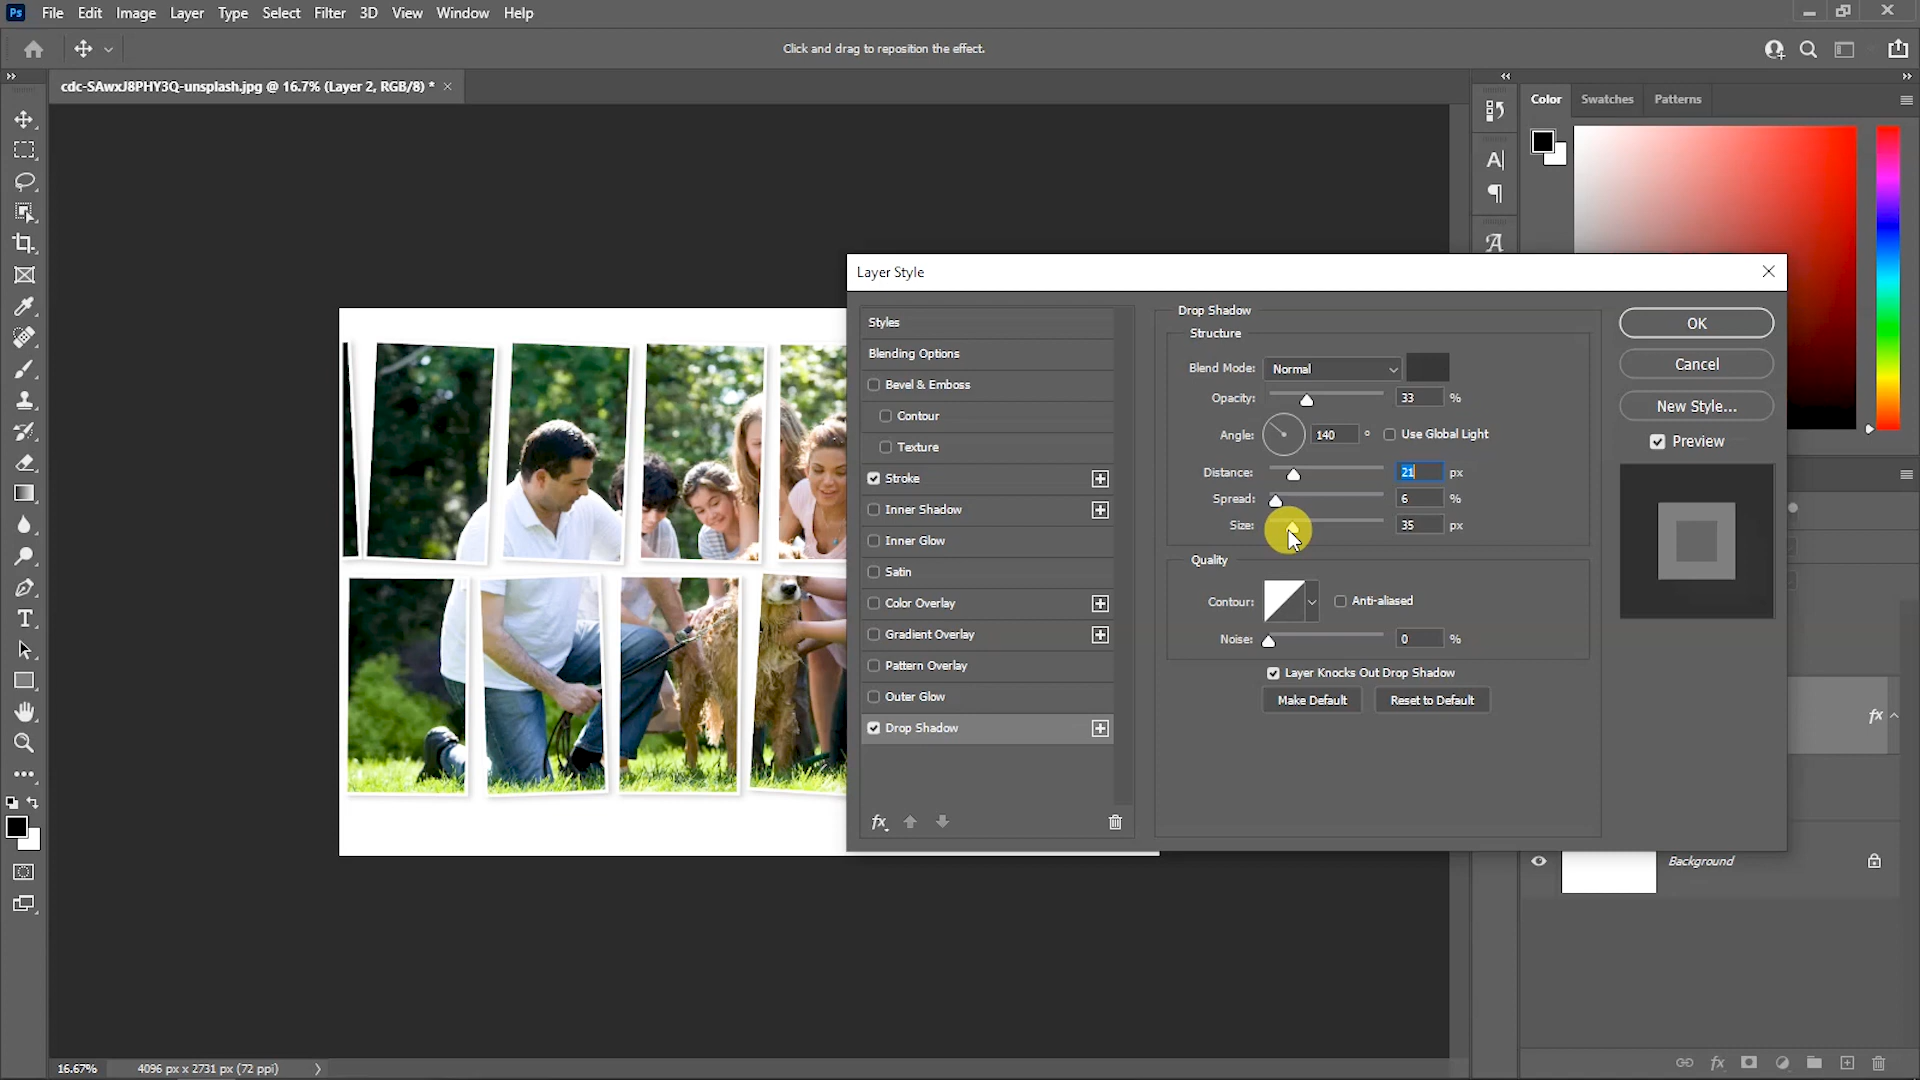 Ps File Edit Image Layer Type Select Filter 3D View Window Help
Click and drag to reposition the effect.
cdc-SAwxJ8PHY3Q-unsplash.jpg @ 16.7% (Layer 2, RGB/8) *
Color Swatches Patterns
Layer Style
Styles
Blending Options
Bevel & Emboss
Contour
Texture
Stroke
Inner Shadow
Inner Glow
Satin
Color Overlay
Gradient Overlay
Pattern Overlay
Outer Glow
Drop Shadow
fx
Drop Shadow
Structure
Blend Mode: Normal
Opacity: 33 %
Angle: 140 ° Use Global Light
Distance: 21 px
Spread: 6 %
Size: 35 px
Quality
Contour: Anti-aliased
Noise: 0 %
Layer Knocks Out Drop Shadow
Make Default Reset to Default
OK
Cancel
New Style...
Preview
fx
Background
fx
16.67% 4096 px x 2731 px (72 ppi)